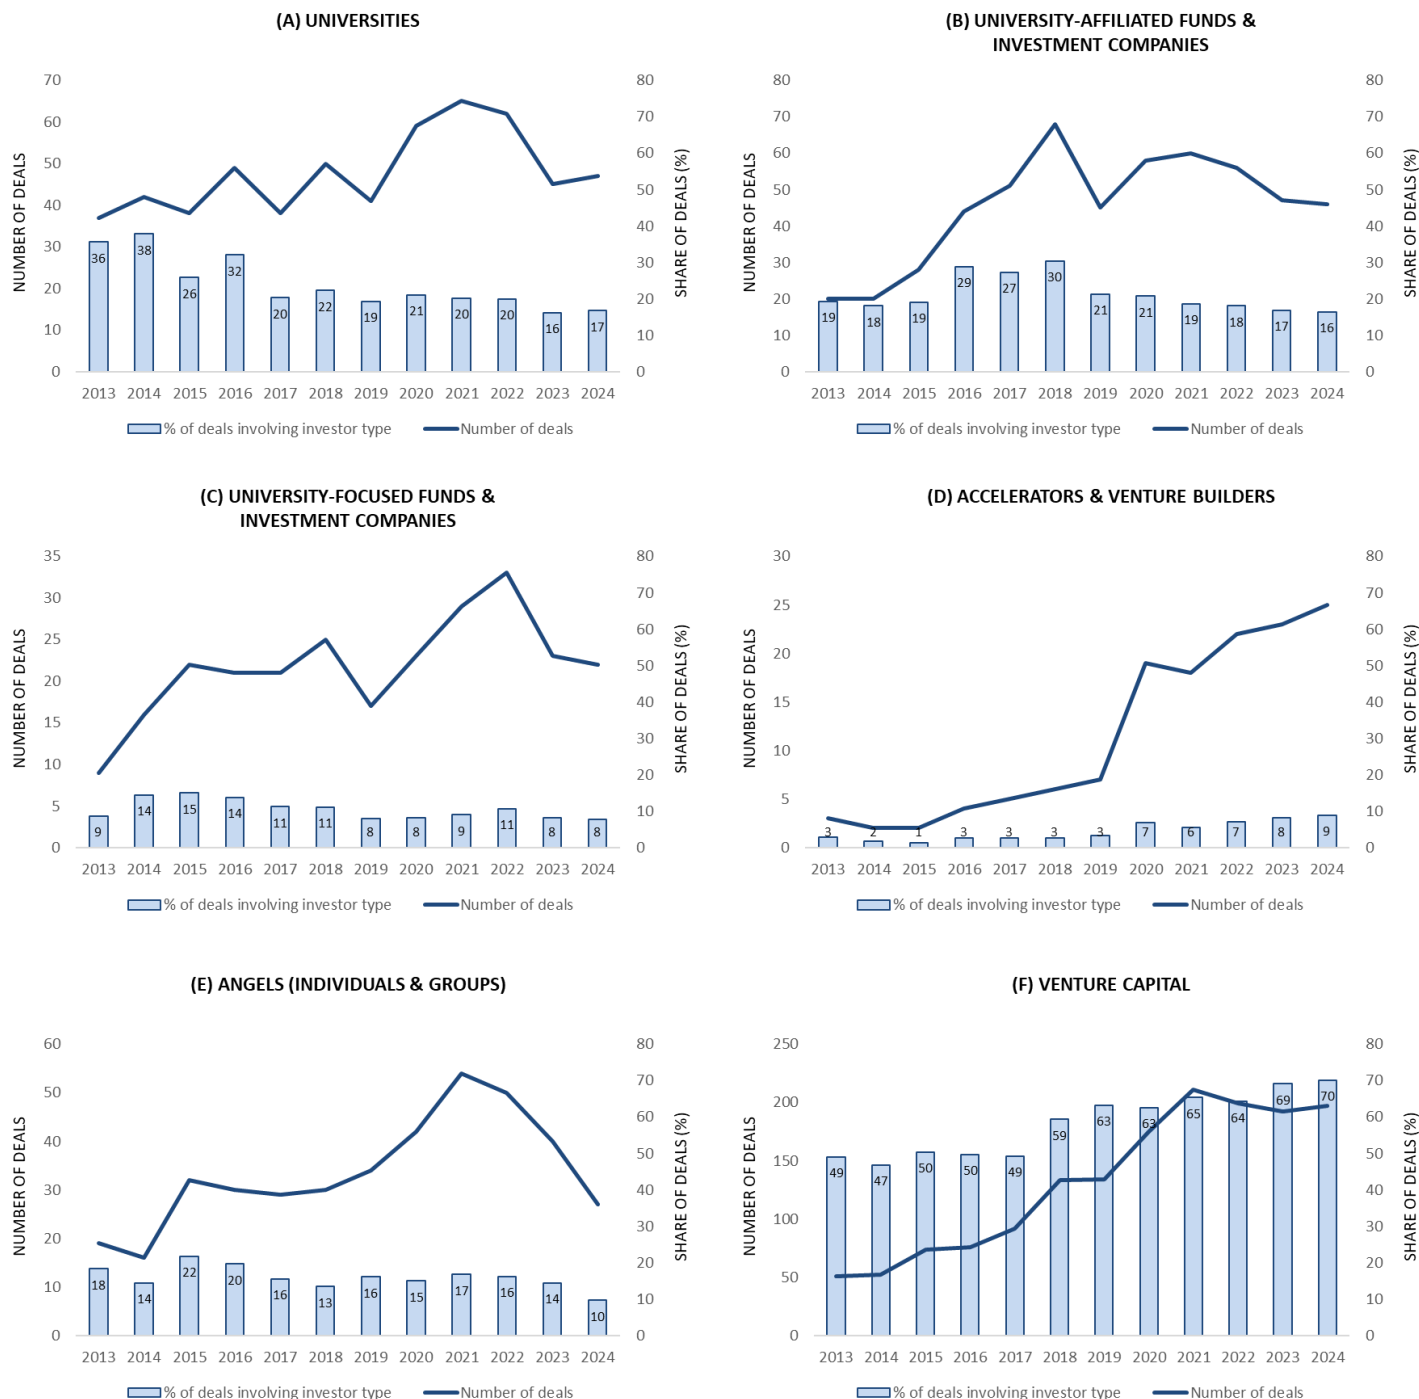 (A) UNIVERSITIES
NUMBER OF DEALS
70
60
50
40
30
20
10
0
36 38 26 32 20 22 19 21 20 20 16 17
80
70
60
50
40
30
20
10
0
SHARE OF DEALS (%)
2013 2014 2015 2016 2017 2018 2019 2020 2021 2022 2023 2024
% of deals involving investor type Number of deals
(B) UNIVERSITY-AFFILIATED FUNDS &
INVESTMENT COMPANIES
NUMBER OF DEALS
80
70
60
50
40
30
20
10
0
19 18 19 29 27 30 21 21 19 18 17 16
80
70
60
50
40
30
20
10
0
SHARE OF DEALS (%)
2013 2014 2015 2016 2017 2018 2019 2020 2021 2022 2023 2024
% of deals involving investor type Number of deals
(C) UNIVERSITY-FOCUSED FUNDS &
INVESTMENT COMPANIES
NUMBER OF DEALS
35
30
25
20
15
10
5
0
9 14 15 14 11 11 8 8 9 11 8 8
80
70
60
50
40
30
20
10
0
SHARE OF DEALS (%)
2013 2014 2015 2016 2017 2018 2019 2020 2021 2022 2023 2024
% of deals involving investor type Number of deals
(D) ACCELERATORS & VENTURE BUILDERS
NUMBER OF DEALS
30
25
20
15
10
5
0
3 2 1 3 3 3 3 7 6 7 8 9
80
70
60
50
40
30
20
10
0
SHARE OF DEALS (%)
2013 2014 2015 2016 2017 2018 2019 2020 2021 2022 2023 2024
% of deals involving investor type Number of deals
(E) ANGELS (INDIVIDUALS & GROUPS)
NUMBER OF DEALS
60
50
40
30
20
10
0
18 14 22 20 16 13 16 15 17 16 14 10
80
70
60
50
40
30
20
10
0
SHARE OF DEALS (%)
2013 2014 2015 2016 2017 2018 2019 2020 2021 2022 2023 2024
% of deals involving investor type Number of deals
(F) VENTURE CAPITAL
NUMBER OF DEALS
250
200
150
100
50
0
49 47 50 50 49 59 63 63 65 64 69 70
80
70
60
50
40
30
20
10
0
SHARE OF DEALS (%)
2013 2014 2015 2016 2017 2018 2019 2020 2021 2022 2023 2024
% of deals involving investor type Number of deals